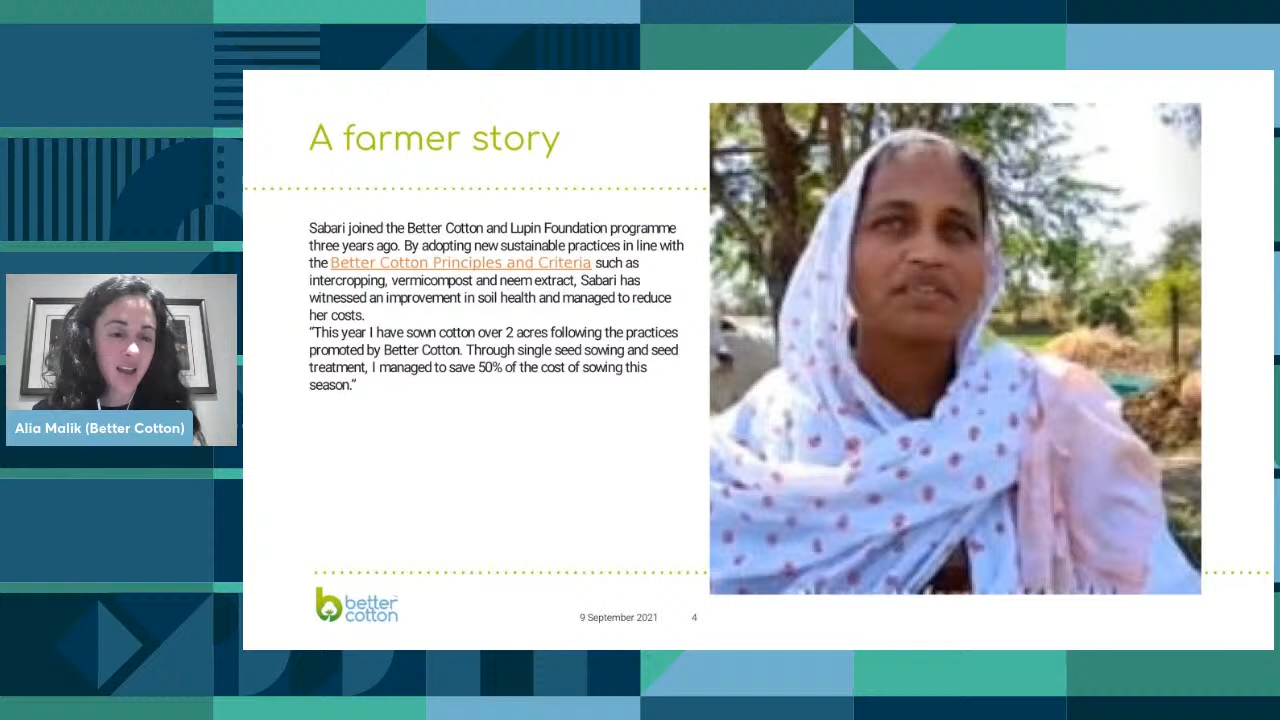 A farmer story
Sabari joined the Better Cotton and Lupin Foundation programme
three years ago. By adopting new sustainable practices in line with
the Better Cotton Principles and Criteria such as
intercropping, vermicompost and neem extract, Sabari has
witnessed an improvement in soil health and managed to reduce
her costs.
“This year I have sown cotton over 2 acres following the practices
promoted by Better Cotton. Through single seed sowing and seed
treatment, I managed to save 50% of the cost of sowing this
season.”
Alia Malik (Better Cotton)
better
cotton
9 September 2021 4